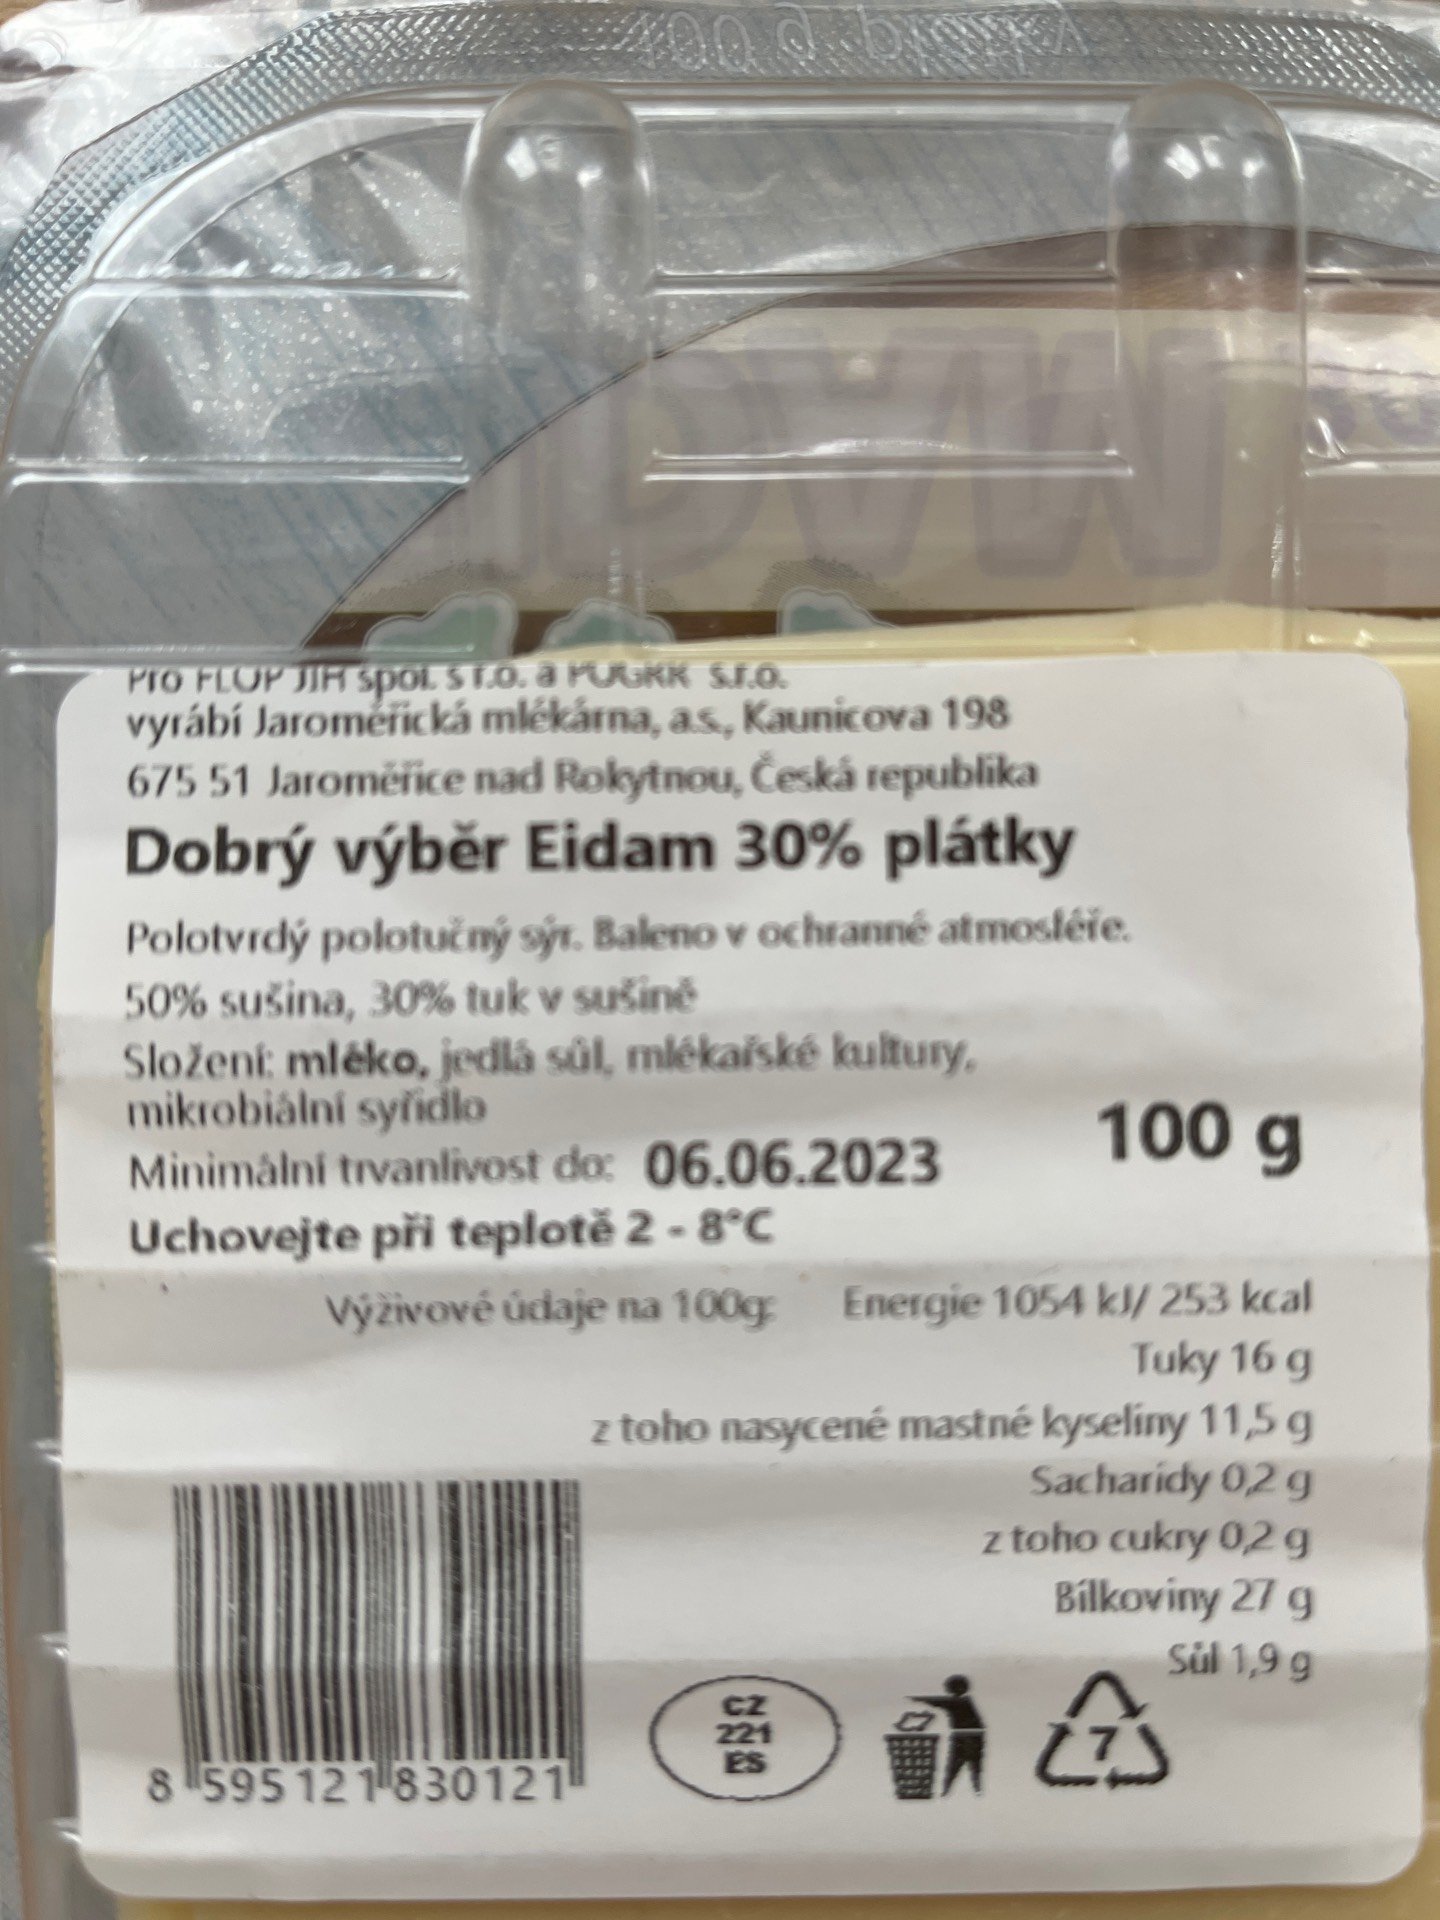 Pro FLOP JIH spol. s r.o. a PUGRR s.r.o.
vyrábí Jaroměřická mlékárna, a.s., Kaunicova 198
675 51 Jaroměřice nad Rokytnou, Česká republika
Dobrý výběr Eidam 30% plátky
Polotvrdý polotučný sýr. Baleno v ochranné atmosféře.
50% sušina, 30% tuk v sušině
Složení: mléko, jedlá sůl, mlékařské kultury,
mikrobiální syřidlo
100 g
Minimální trvanlivost do: 06.06.2023
Uchovejte při teplotě 2 - 8°C
Výživové údaje na 100g: Energie 1054 kJ/ 253 kcal
Tuky 16 g
z toho nasycené mastné kyseliny 11,5 g
Sacharidy 0,2 g
z toho cukry 0,2 g
Bílkoviny 27 g
Sůl 1,9 g
CZ
221
ES
7
8 595121 830121